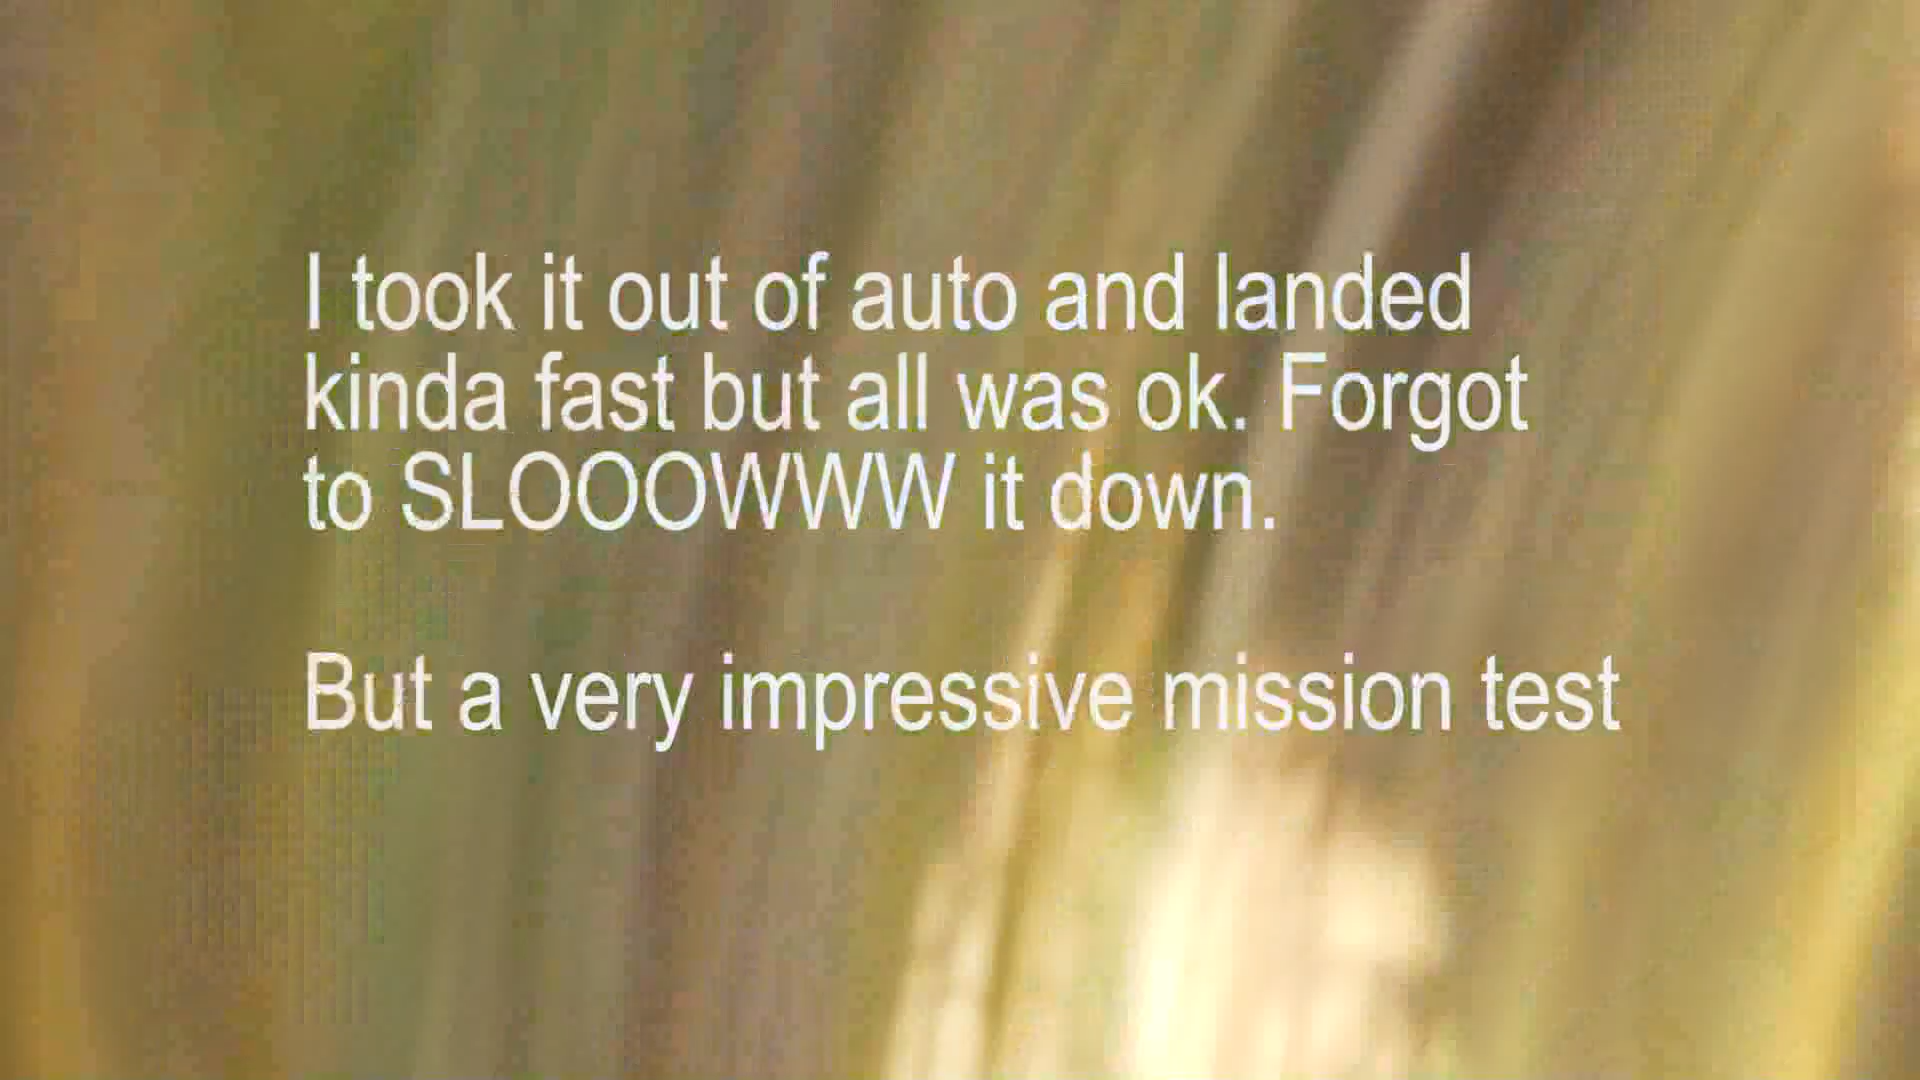 I took it out of auto and landed
kinda fast but all was ok. Forgot
to SLOOOWWW it down.
But a very impressive mission test